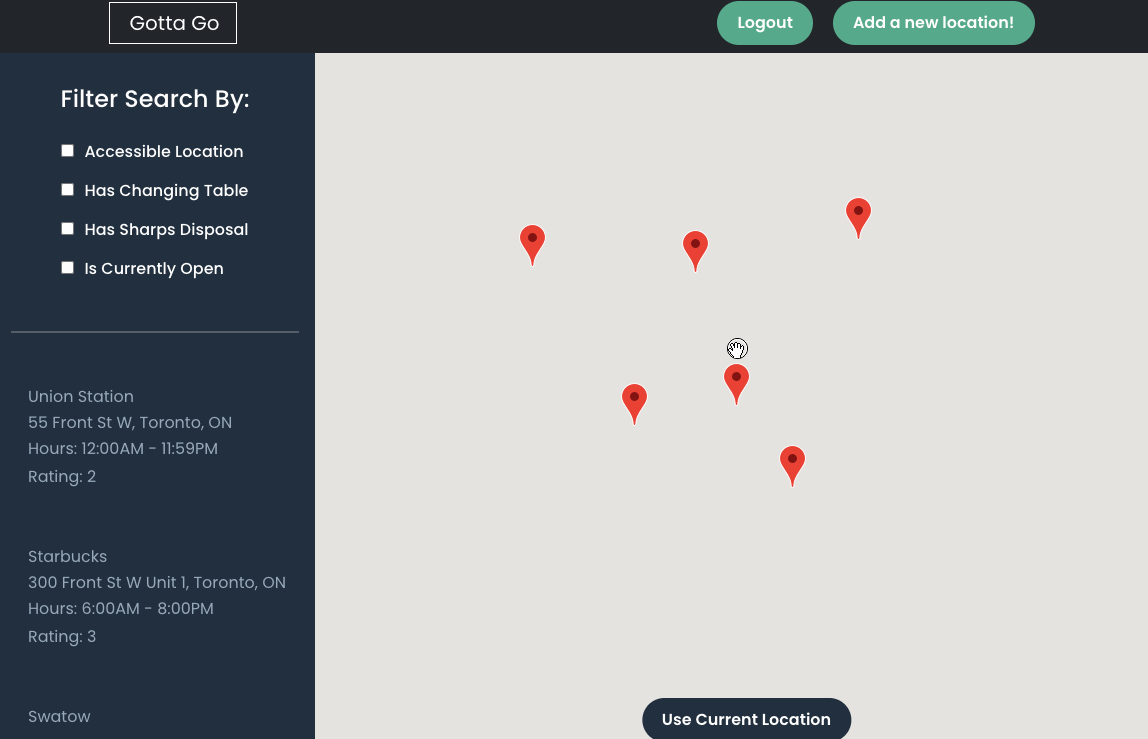 Gotta Go
Logout
Add a new location!
Filter Search By:
Accessible Location
Has Changing Table
Has Sharps Disposal
Is Currently Open
Union Station
55 Front St W, Toronto, ON
Hours: 12:00AM - 11:59PM
Rating: 2
Starbucks
300 Front St W Unit 1, Toronto, ON
Hours: 6:00AM - 8:00PM
Rating: 3
Swatow
Use Current Location